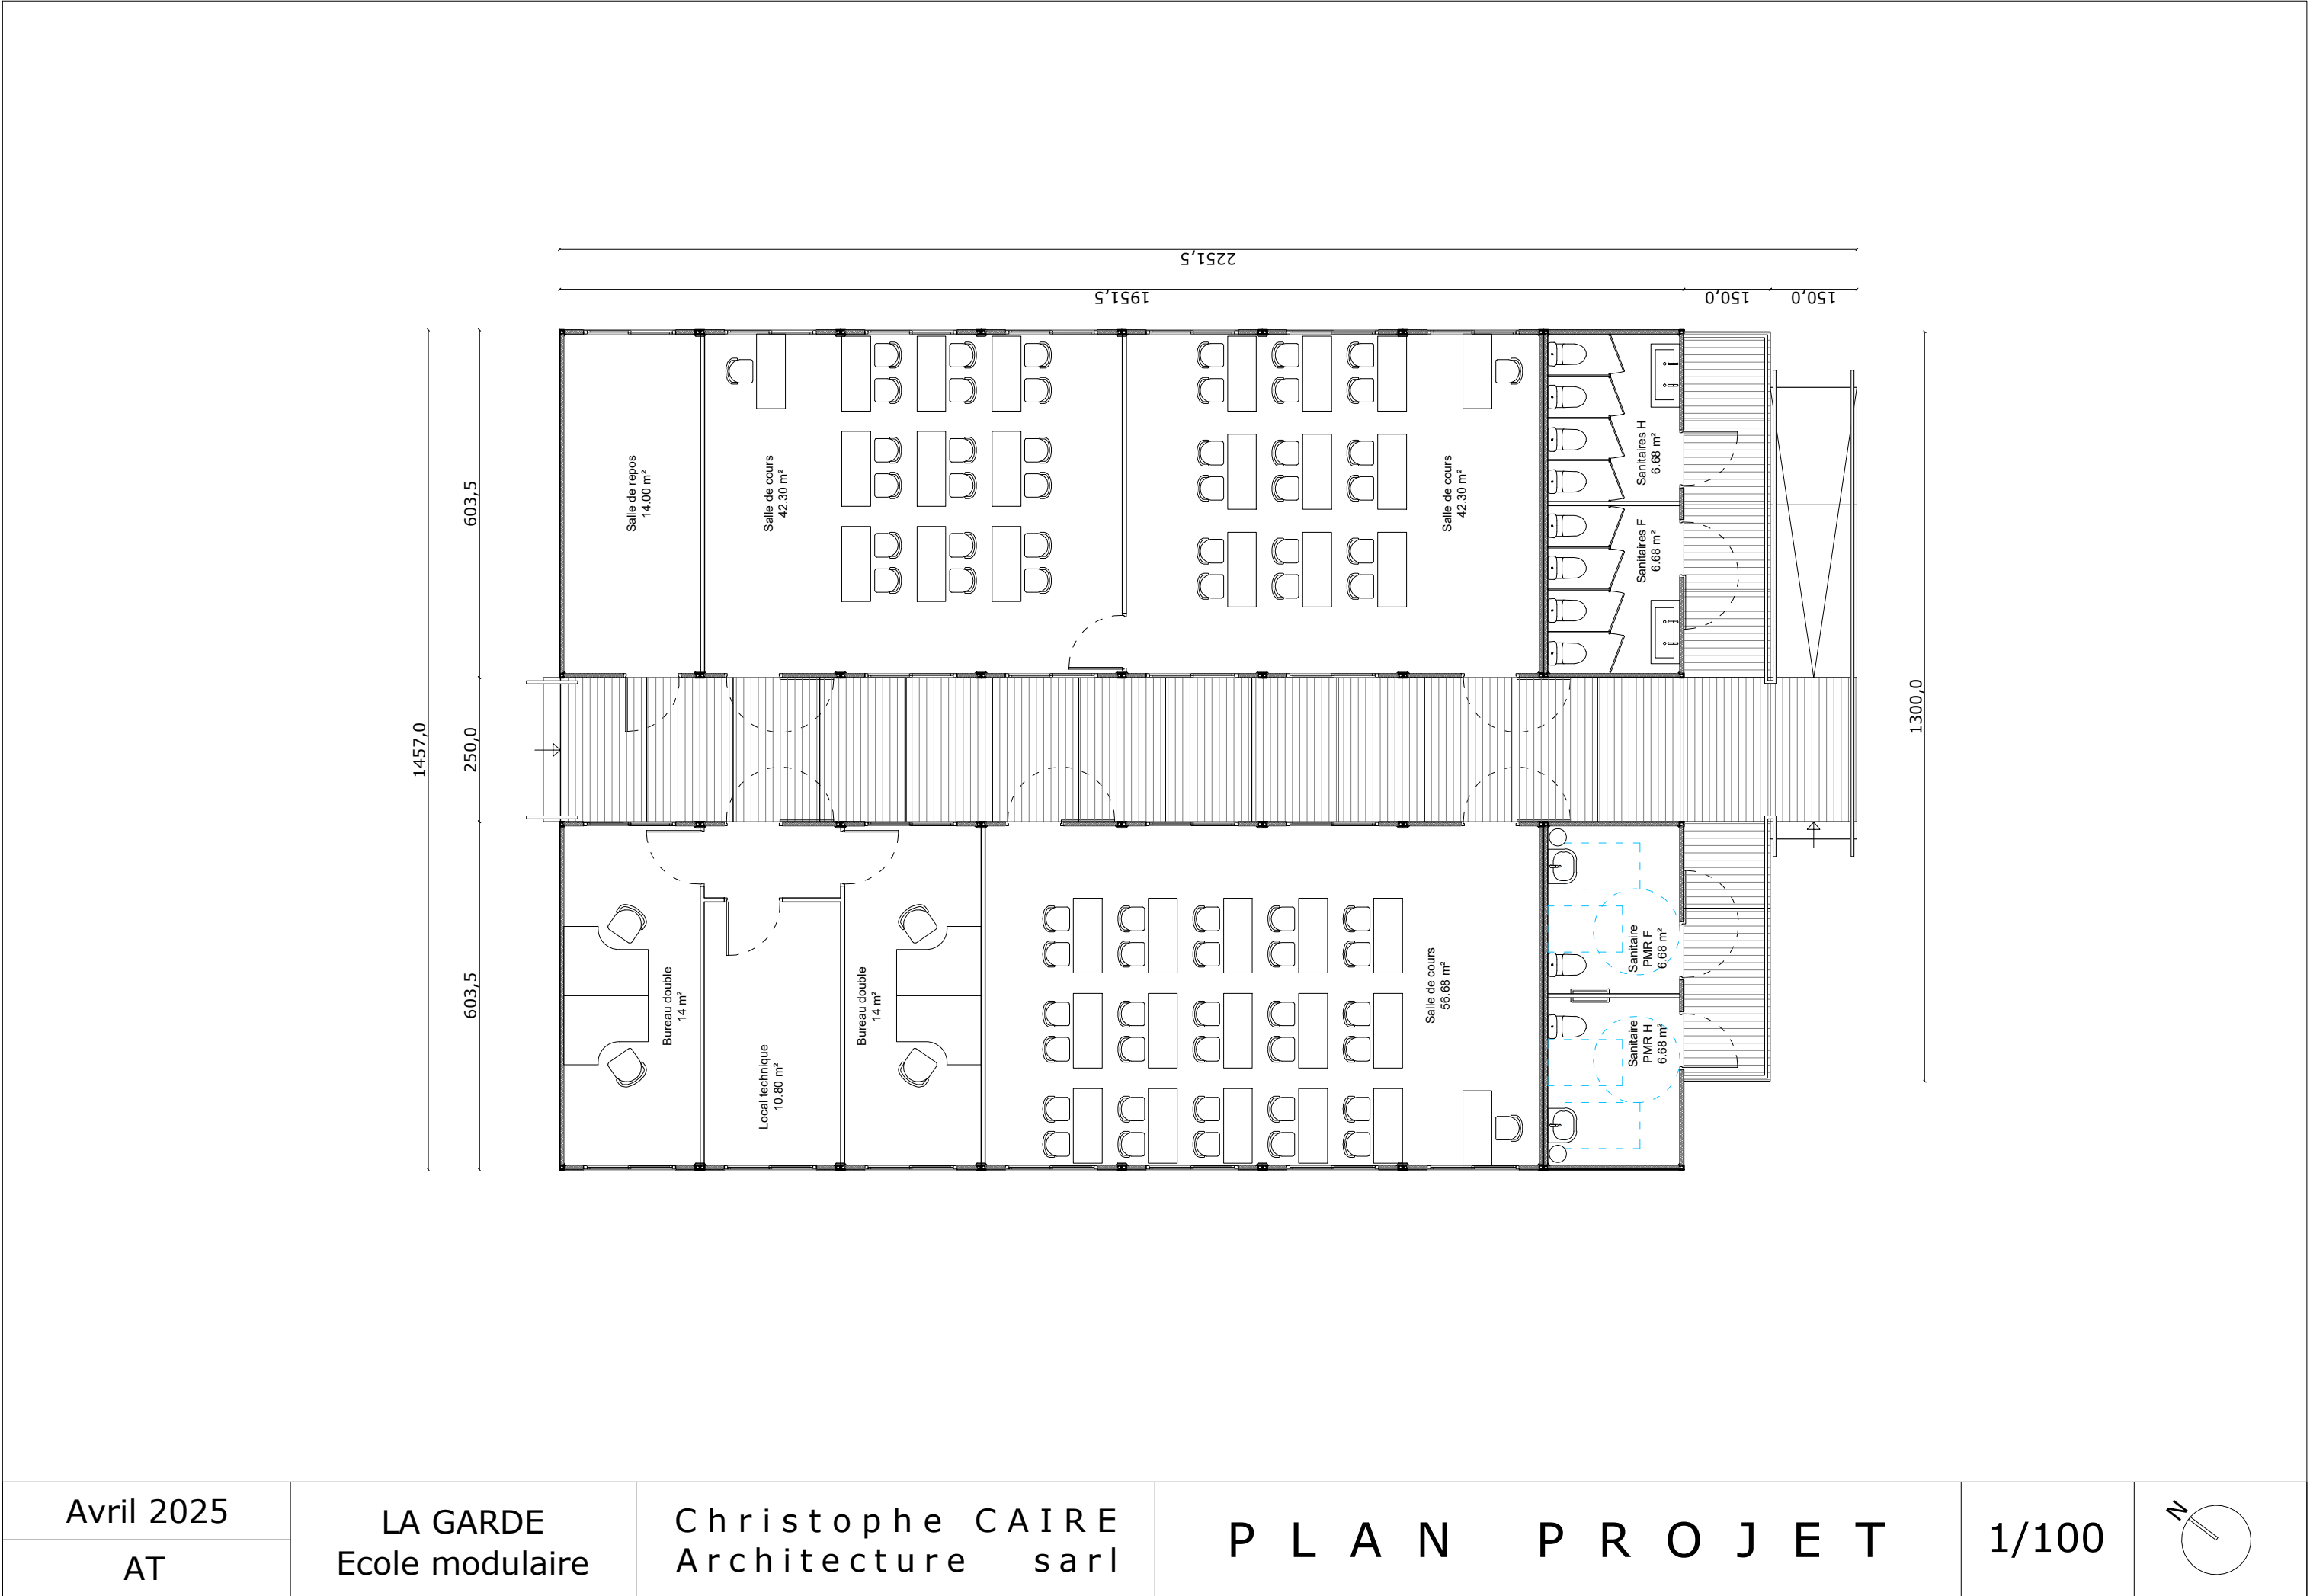 2251,5
1951,5
150,0
150,0
1457,0
603,5
250,0
603,5
1300,0
Salle de repos
14.00 m²
Salle de cours
42.30 m²
Salle de cours
42.30 m²
Sanitaires H
6.68 m²
Sanitaires F
6.68 m²
Bureau double
14 m²
Local technique
10.80 m²
Bureau double
14 m²
Salle de cours
56.68 m²
Sanitaire
PMR F
6.68 m²
Sanitaire
PMR H
6.68 m²
Avril 2025
AT
LA GARDE
Ecole modulaire
Christophe CAIRE
Architecture sarl
PLAN PROJET
1/100
N